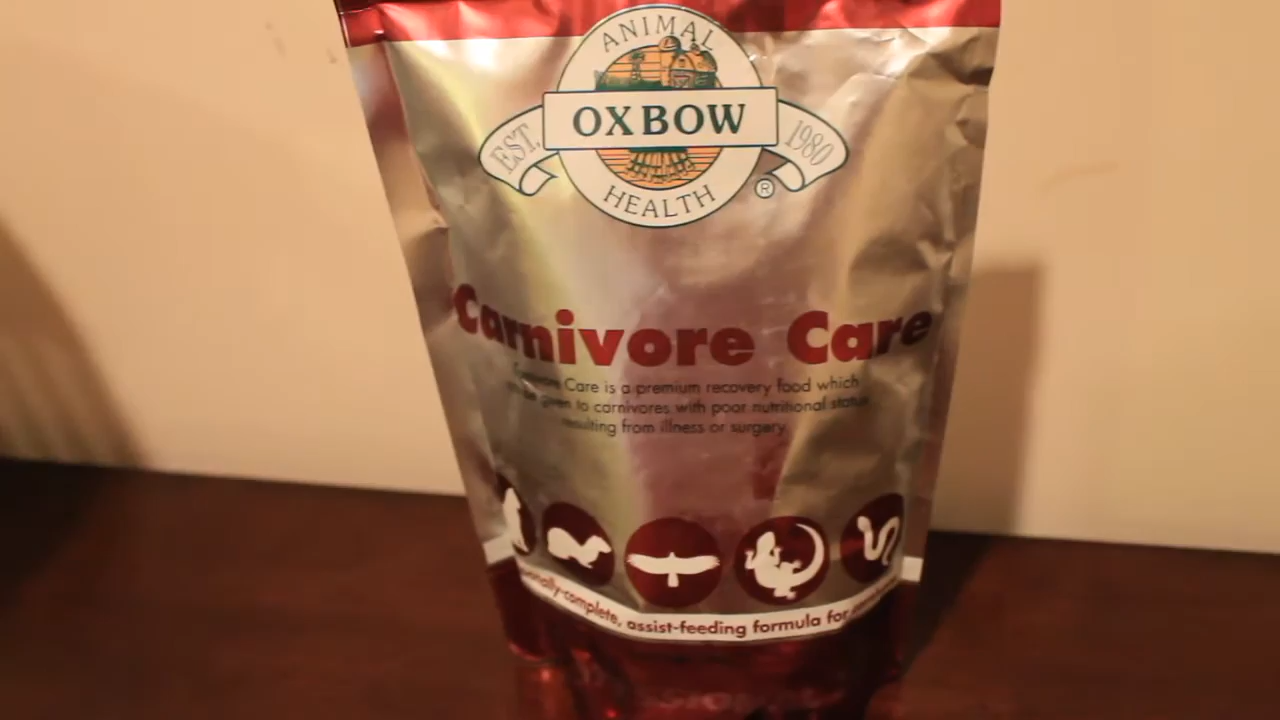 ANIMAL
OXBOW
EST. 1980
HEALTH
®
Carnivore Care
Care is a premium recovery food which
given to carnivores with poor nutritional status
resulting from illness or surgery.
complete, assist-feeding formula for